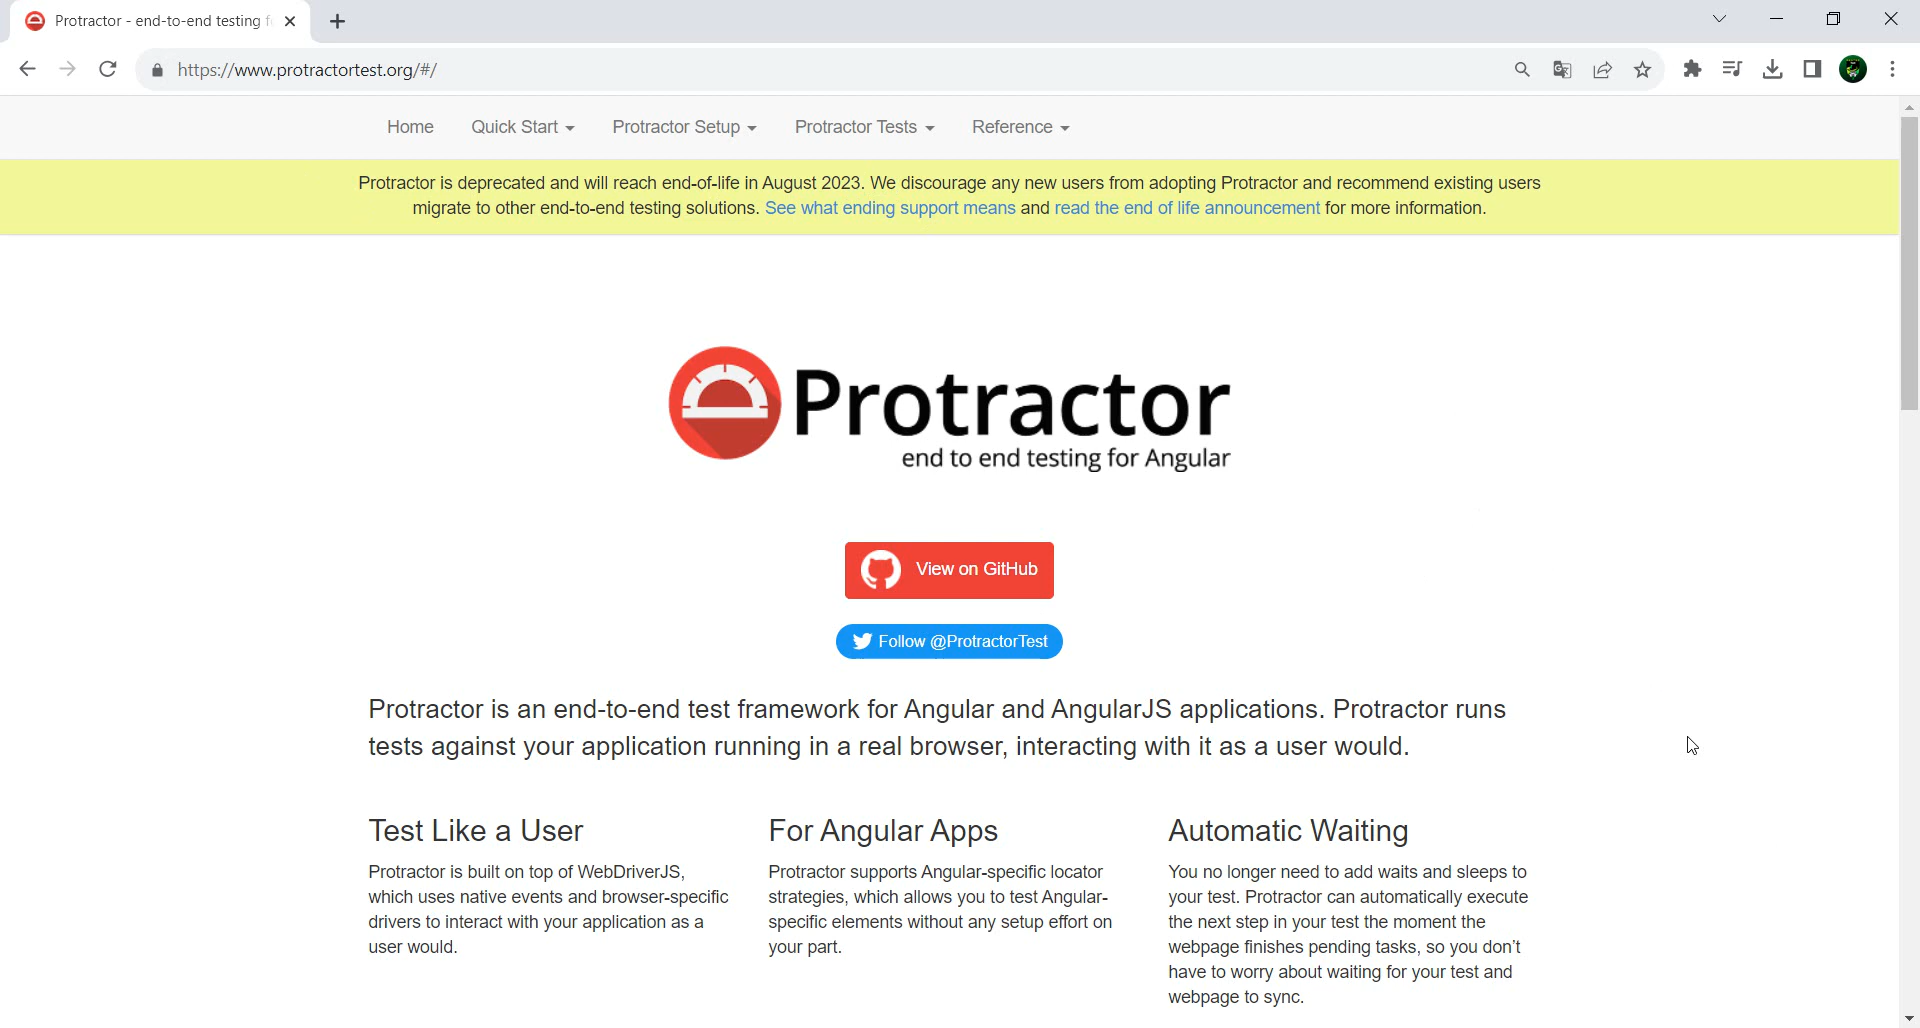 Protractor - end-to-end testing f
https://www.protractortest.org/#/
Home Quick Start Protractor Setup Protractor Tests Reference
Protractor is deprecated and will reach end-of-life in August 2023. We discourage any new users from adopting Protractor and recommend existing users
migrate to other end-to-end testing solutions. See what ending support means and read the end of life announcement for more information.
Protractor
end to end testing for Angular
View on GitHub
Follow @ProtractorTest
Protractor is an end-to-end test framework for Angular and AngularJS applications. Protractor runs
tests against your application running in a real browser, interacting with it as a user would.
Test Like a User
Protractor is built on top of WebDriverJS,
which uses native events and browser-specific
drivers to interact with your application as a
user would.
For Angular Apps
Protractor supports Angular-specific locator
strategies, which allows you to test Angular-
specific elements without any setup effort on
your part.
Automatic Waiting
You no longer need to add waits and sleeps to
your test. Protractor can automatically execute
the next step in your test the moment the
webpage finishes pending tasks, so you don't
have to worry about waiting for your test and
webpage to sync.